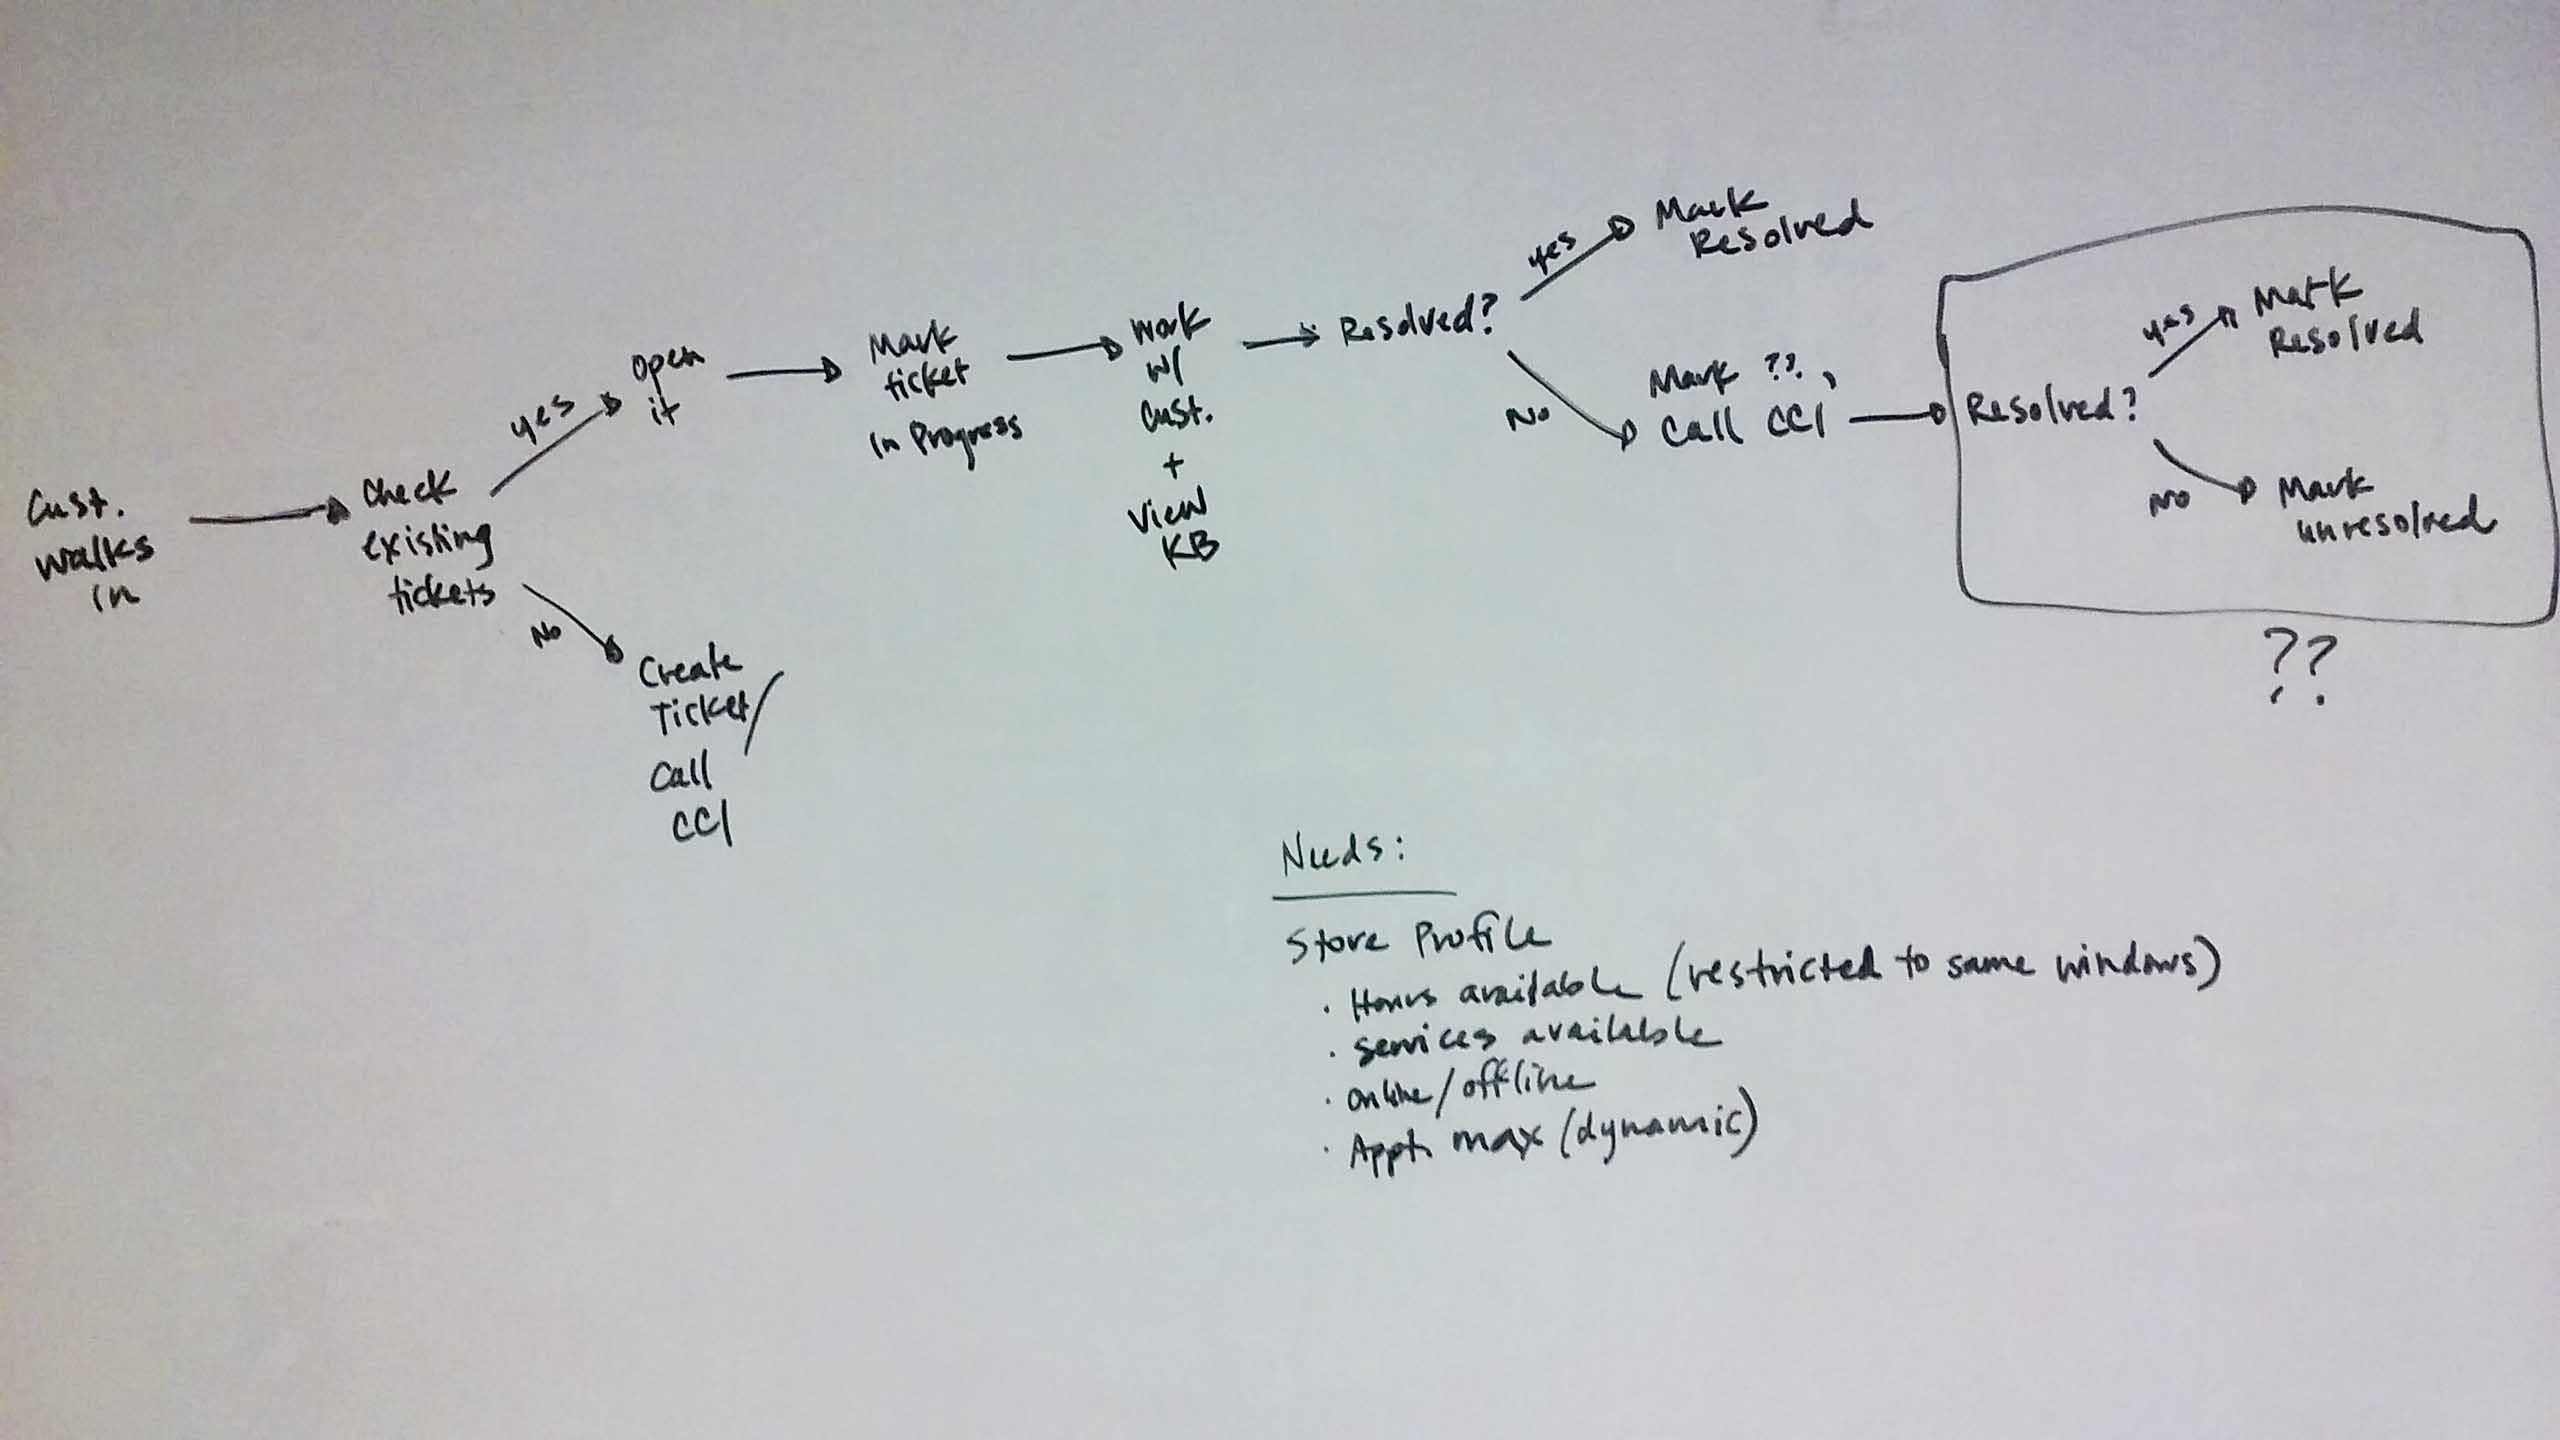 Cust.
walks
in
Check
existing
tickets
yes
open
it
No
Create
Ticket/
Call
CCI
Mark
ticket
in Progress
Work
w/
Cust.
+
View
KB
Resolved?
yes
Mark
Resolved
No
Mark ??,
Call CCI
Resolved?
yes
Mark
Resolved
No
Mark
unresolved
??
Needs:
Store Profile
· Hours available (restricted to same windows)
· services available
· online/offline
· Appt. max (dynamic)